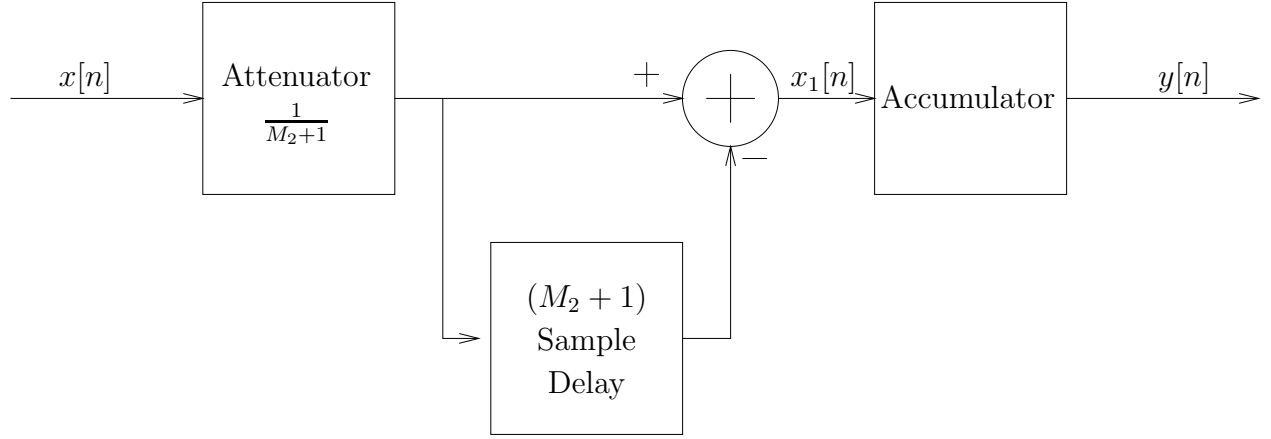 x[n]
Attenuator
1/(M₂+1)
+
x₁[n]
Accumulator
y[n]
−
(M₂ + 1)
Sample
Delay